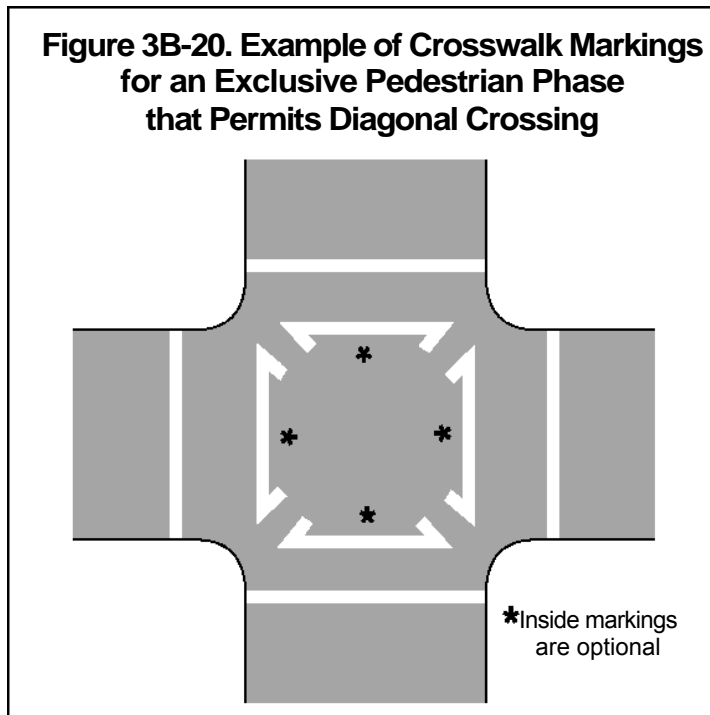 Figure 3B-20. Example of Crosswalk Markings
for an Exclusive Pedestrian Phase
that Permits Diagonal Crossing
*
*
*
*
*Inside markings
are optional